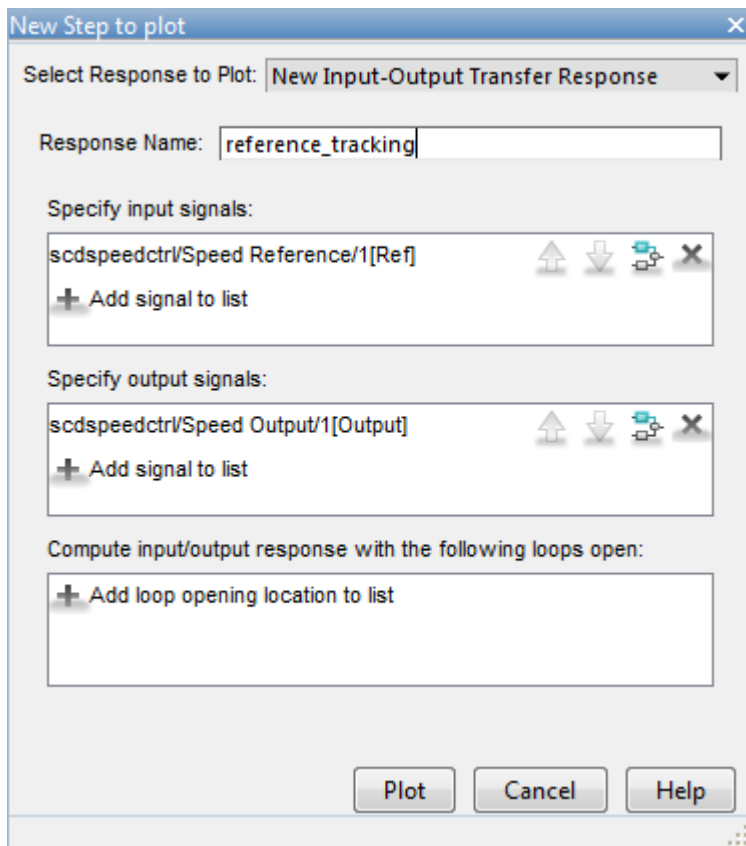 New Step to plot
Select Response to Plot: New Input-Output Transfer Response
Response Name: reference_tracking
Specify input signals:
scdspeedctrl/Speed Reference/1[Ref]
Add signal to list
Specify output signals:
scdspeedctrl/Speed Output/1[Output]
Add signal to list
Compute input/output response with the following loops open:
Add loop opening location to list
Plot Cancel Help